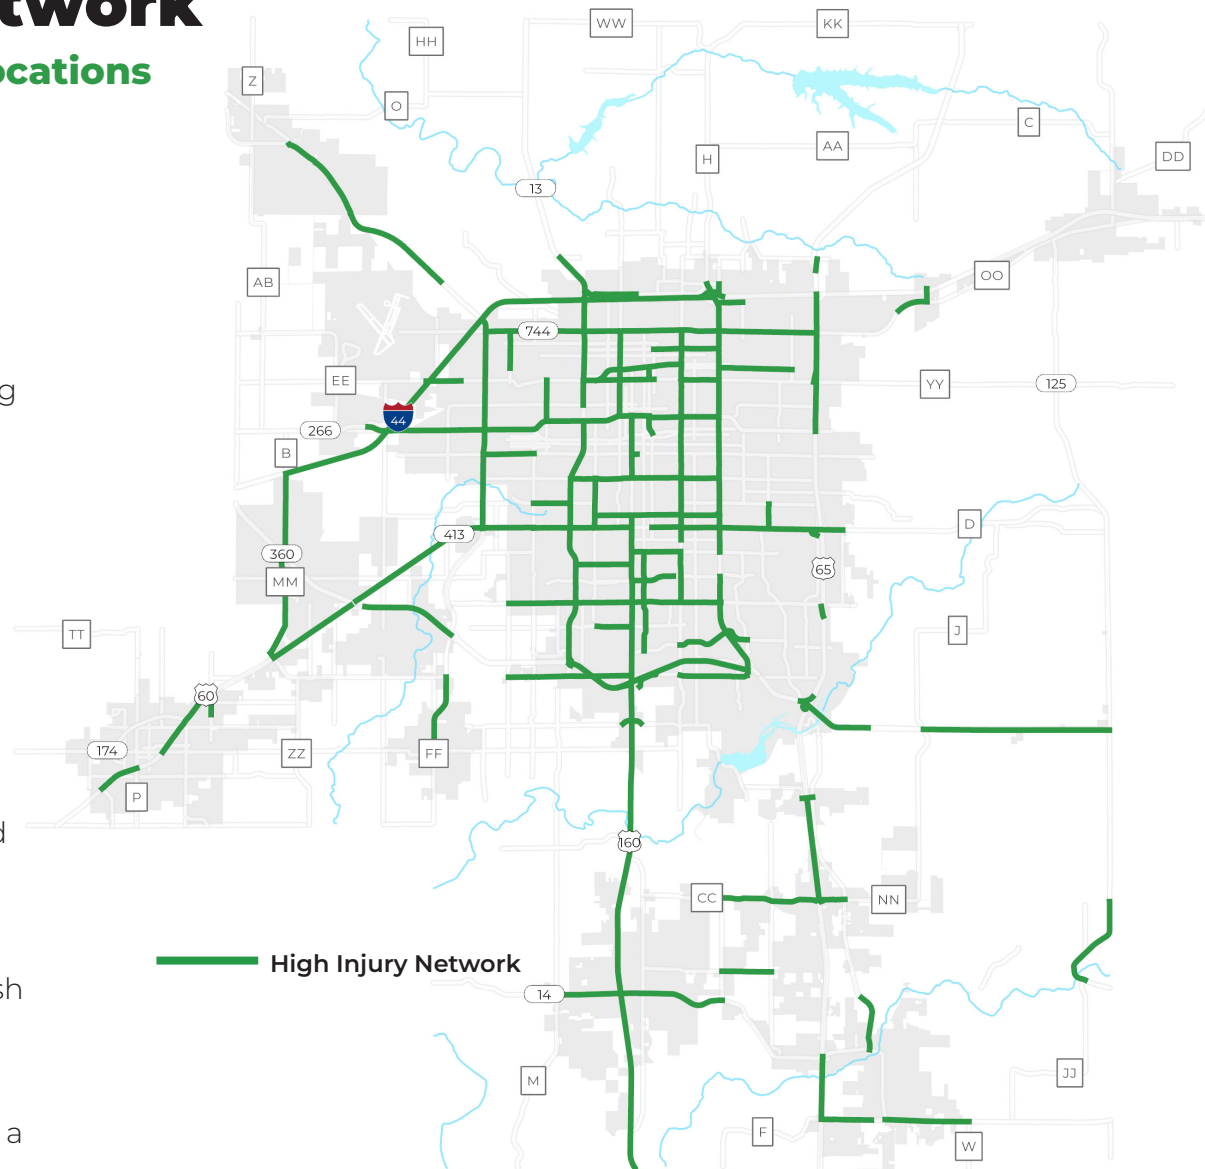 twork
WW
KK
HH
ocations
Z
O
C
AA
H
DD
13
OO
AB
744
EE
YY
125
g
44
266
B
D
413
360
65
MM
J
TT
60
174
ZZ
FF
P
d
160
CC
NN
High Injury Network
sh
14
JJ
M
a
F
W